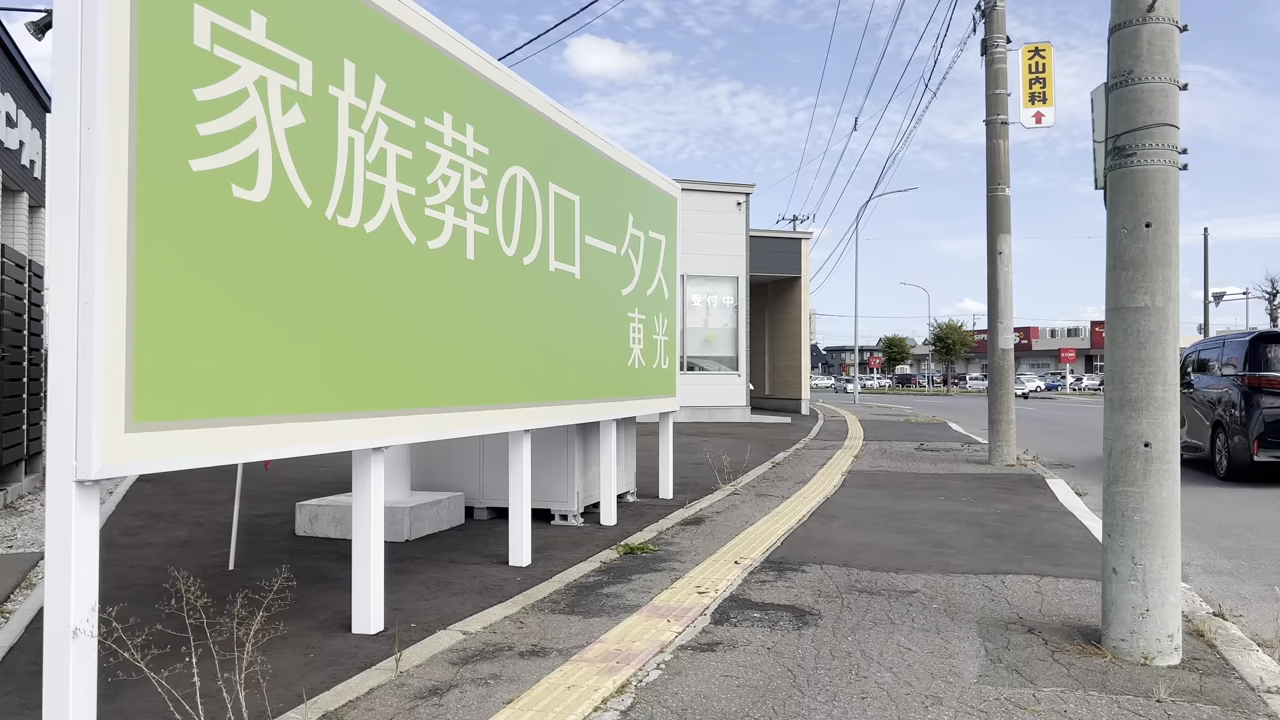 家族葬のロータス
東光
受付中
大山内科